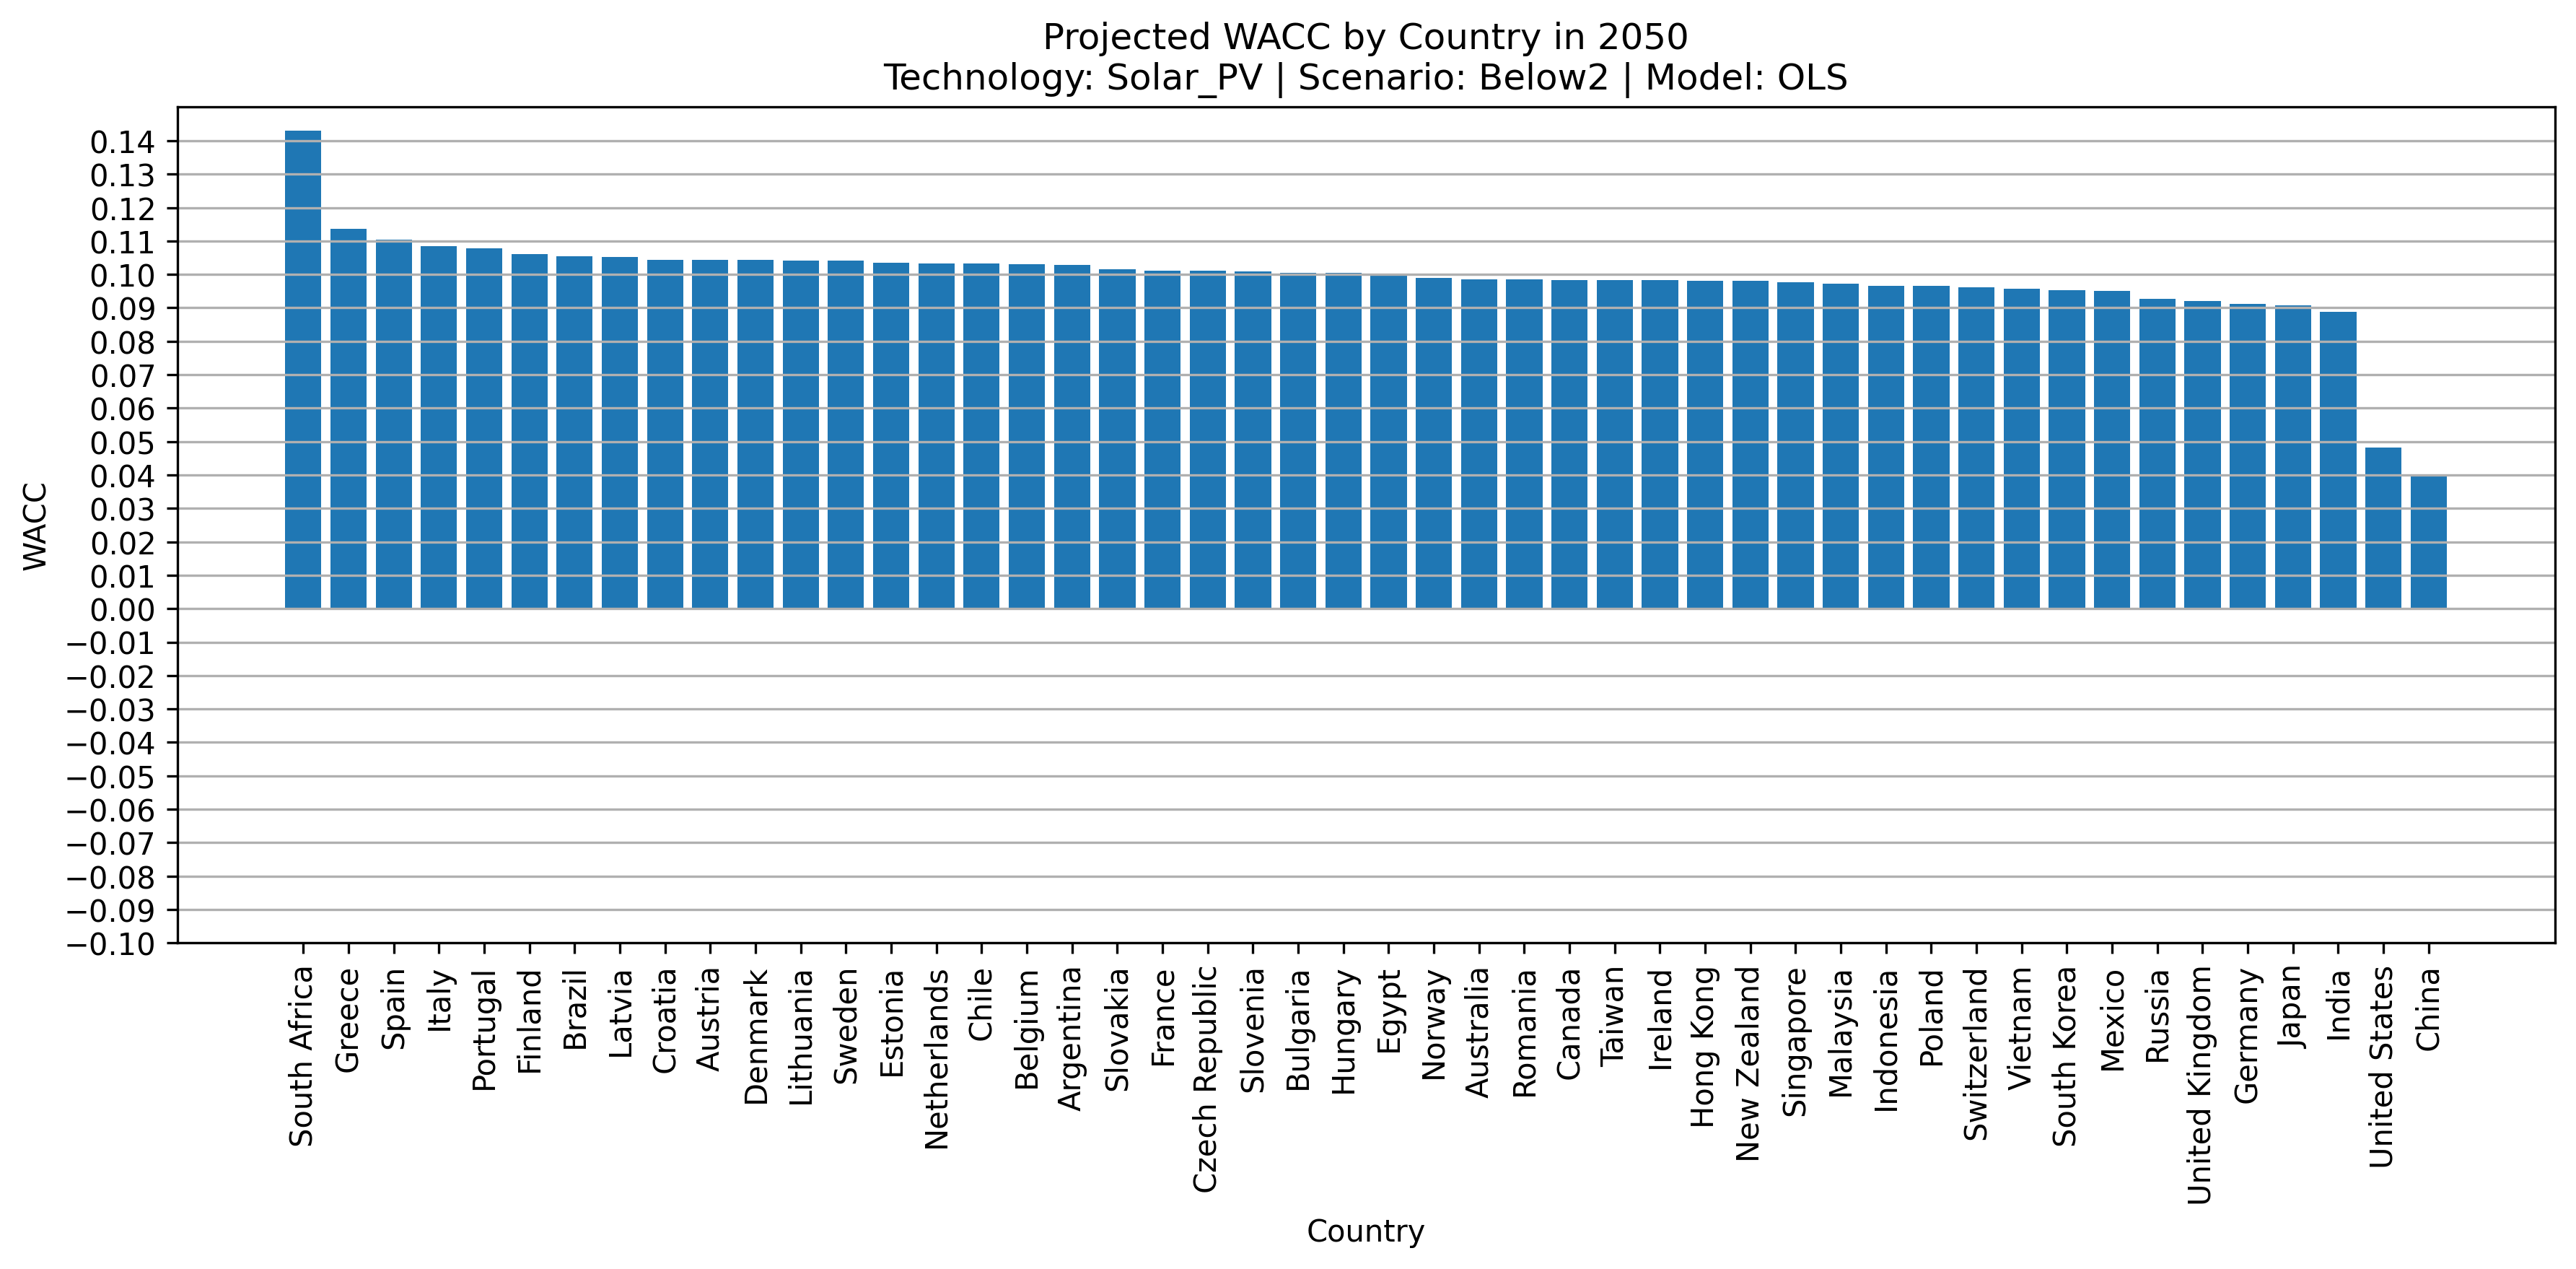 Projected WACC by Country in 2050
Technology: Solar_PV | Scenario: Below2 | Model: OLS
WACC
0.14
0.13
0.12
0.11
0.10
0.09
0.08
0.07
0.06
0.05
0.04
0.03
0.02
0.01
0.00
−0.01
−0.02
−0.03
−0.04
−0.05
−0.06
−0.07
−0.08
−0.09
−0.10
South Africa
Greece
Spain
Italy
Portugal
Finland
Brazil
Latvia
Croatia
Austria
Denmark
Lithuania
Sweden
Estonia
Netherlands
Chile
Belgium
Argentina
Slovakia
France
Czech Republic
Slovenia
Bulgaria
Hungary
Egypt
Norway
Australia
Romania
Canada
Taiwan
Ireland
Hong Kong
New Zealand
Singapore
Malaysia
Indonesia
Poland
Switzerland
Vietnam
South Korea
Mexico
Russia
United Kingdom
Germany
Japan
India
United States
China
Country